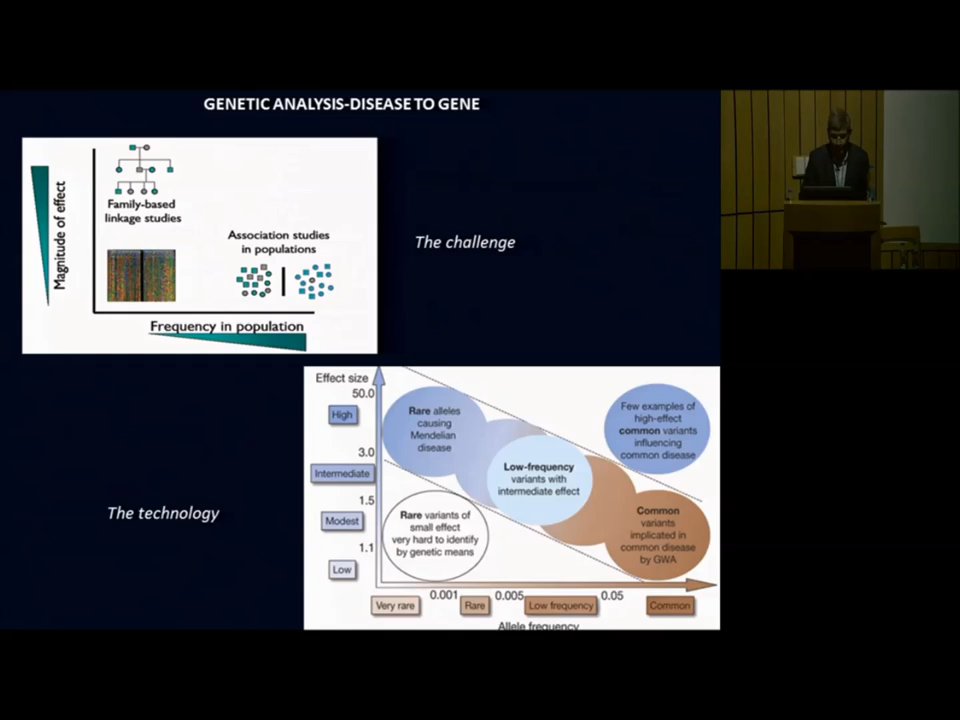 GENETIC ANALYSIS-DISEASE TO GENE
Magnitude of effect
Family-based
linkage studies
Association studies
in populations
Frequency in population
The challenge
The technology
Effect size
50.0
High
3.0
Intermediate
1.5
Modest
1.1
Low
Rare alleles
causing
Mendelian
disease
Few examples of
high-effect
common variants
influencing
common disease
Low-frequency
variants with
intermediate effect
Rare variants of
small effect
very hard to identify
by genetic means
Common
variants
implicated in
common disease
by GWA
0.001
0.005
0.05
Very rare
Rare
Low frequency
Common
Allele frequency